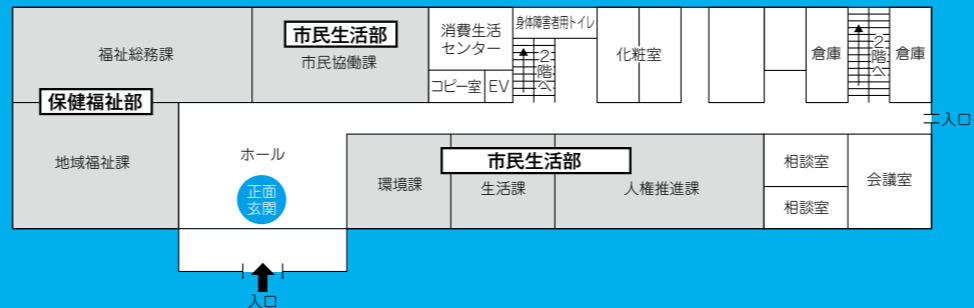 福祉総務課
市民生活部
市民協働課
消費生活
センター
身体障害者用トイレ
コピー室
EV
2階へ
化粧室
倉庫
2階へ
倉庫
保健福祉部
入口
地域福祉課
ホール
正面
玄関
市民生活部
環境課
生活課
人権推進課
相談室
相談室
会議室
入口